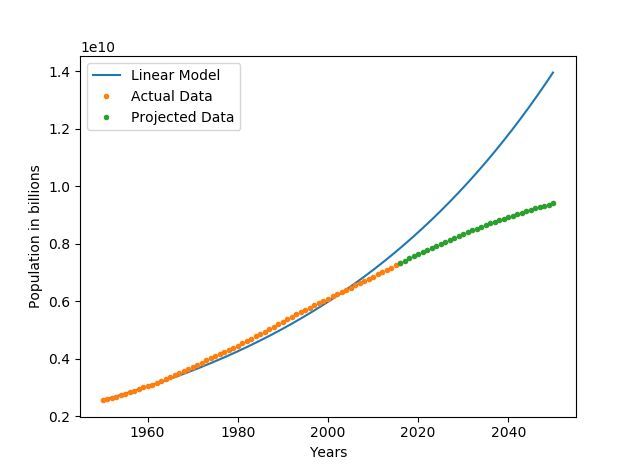 1e10
Linear Model
Actual Data
Projected Data
1.4
1.2
1.0
0.8
0.6
0.4
0.2
Population in billions
1960
1980
2000
2020
2040
Years